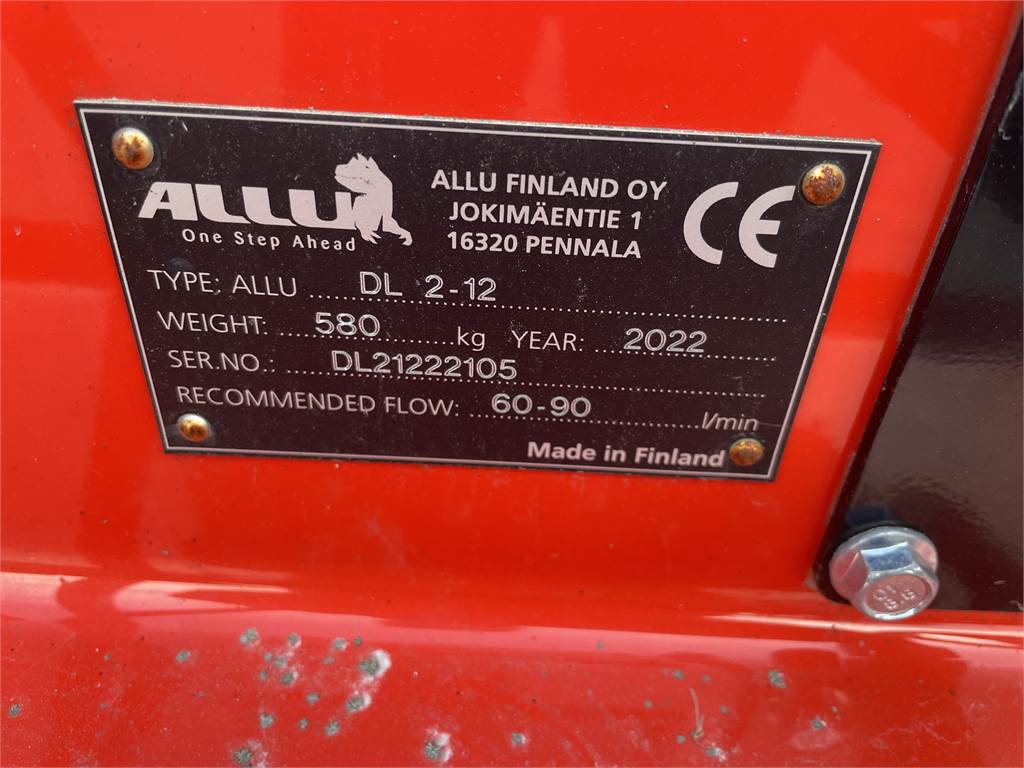 ALLU
One Step Ahead
ALLU FINLAND OY
JOKIMÄENTIE 1
16320 PENNALA
CE
TYPE: ALLU DL 2-12
WEIGHT: 580 kg YEAR: 2022
SER.NO.: DL21222105
RECOMMENDED FLOW: 60-90 l/min
Made in Finland